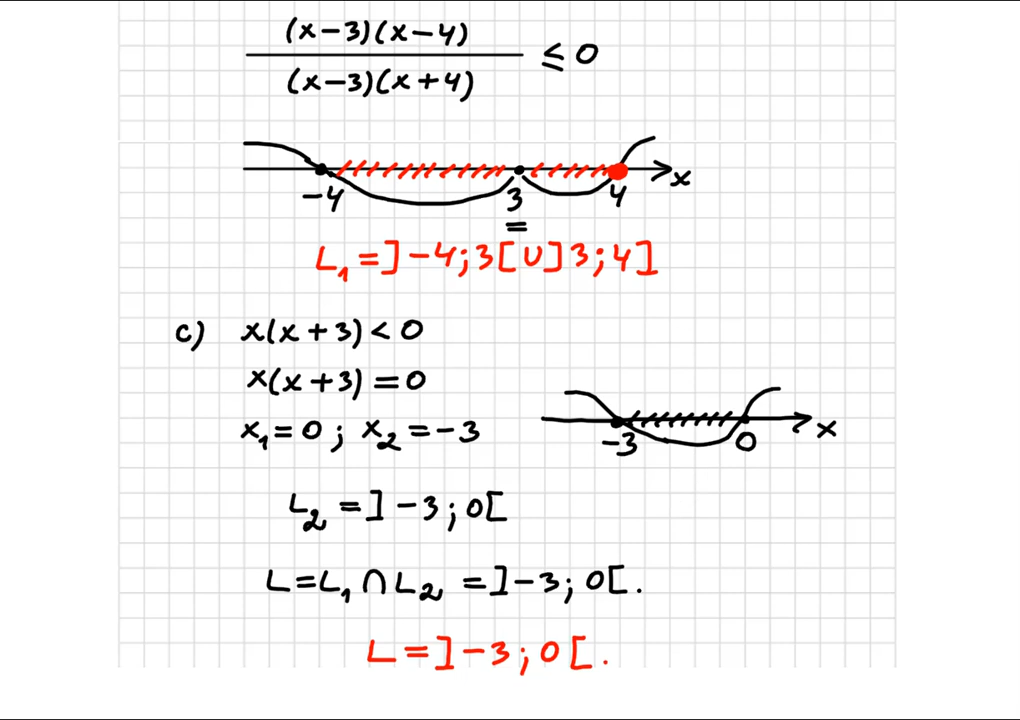 (x-3)(x-4)
(x-3)(x+4) ≤ 0
-4 3 4 x
=
L₁ = ]-4;3[ U ]3;4]
c) x(x+3) < 0
x(x+3) = 0
x₁ = 0 ; x₂ = -3
-3 0 x
L₂ = ]-3;0[
L = L₁ ∩ L₂ = ]-3;0[.
L = ]-3;0[.